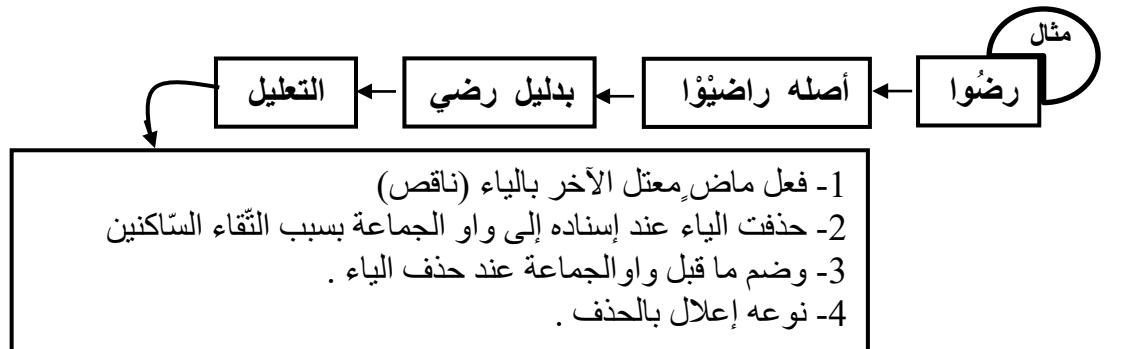 مثال
رضُوا
أصله راضيْوْا
بدليل رضي
التعليل
1- فعل ماضٍ معتل الآخر بالياء (ناقص)
2- حذفت الياء عند إسناده إلى واو الجماعة بسبب التّقاء السّاكنين
3- وضم ما قبل واوالجماعة عند حذف الياء .
4- نوعه إعلال بالحذف .